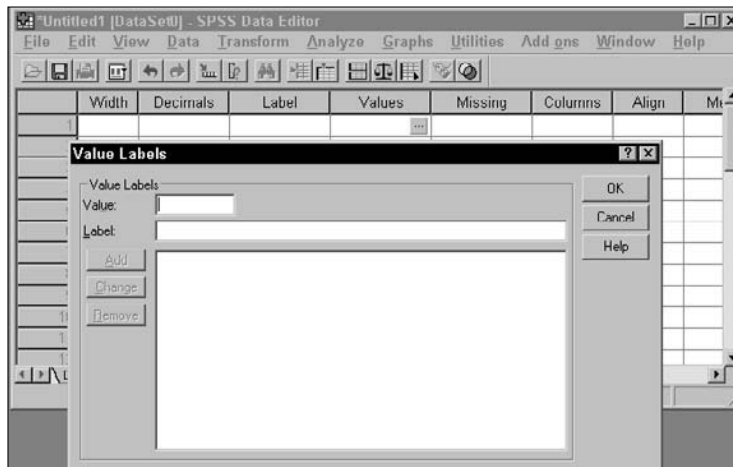 *Untitled1 [DataSet0] - SPSS Data Editor
File Edit View Data Transform Analyze Graphs Utilities Add ons Window Help
Width Decimals Label Values Missing Columns Align Me
1
Value Labels
Value Labels
Value:
Label:
Add
Change
Remove
OK
Cancel
Help